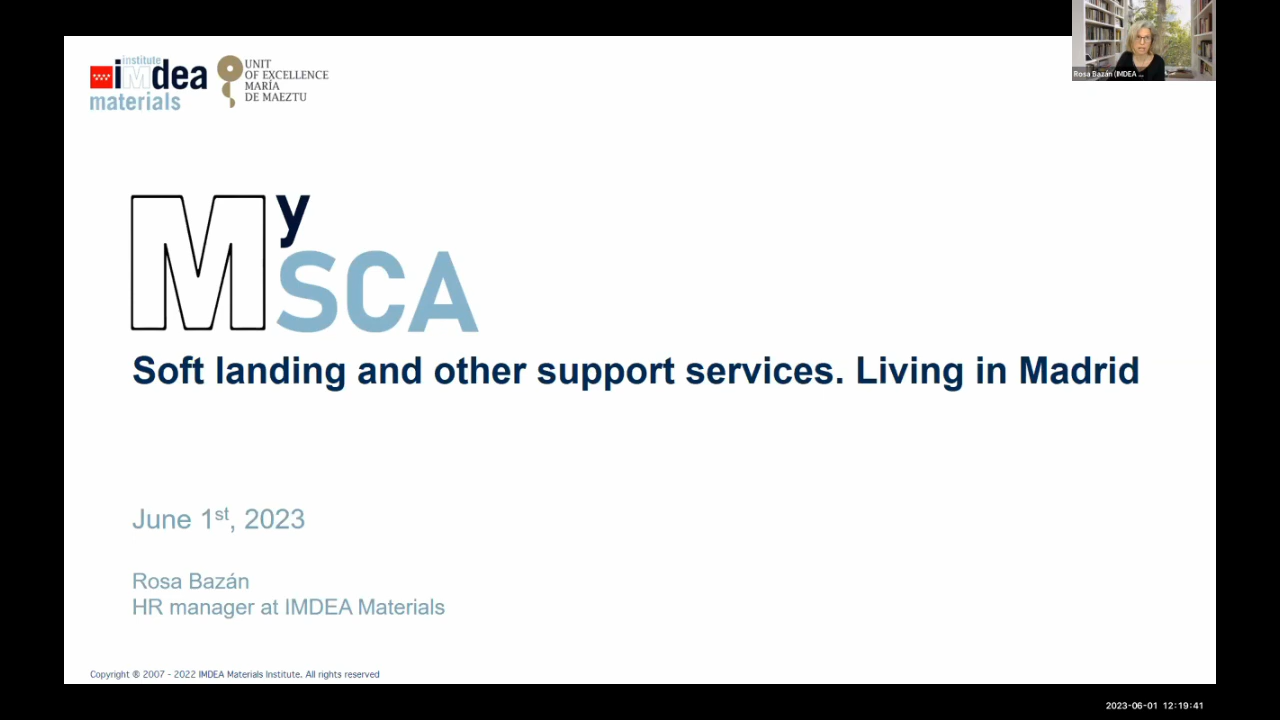 institute
iMdea
materials
UNIT
OF EXCELLENCE
MARÍA
DE MAEZTU
Rosa Bazán (IMDEA ...
My
SCA
Soft landing and other support services. Living in Madrid
June 1st, 2023
Rosa Bazán
HR manager at IMDEA Materials
Copyright ® 2007 - 2022 IMDEA Materials Institute. All rights reserved
2023-06-01 12:19:41